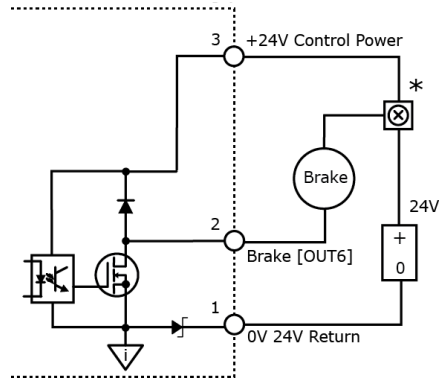 3 +24V Control Power
*
Brake
24V
2
+
Brake [OUT6]
0
1
0V 24V Return
i